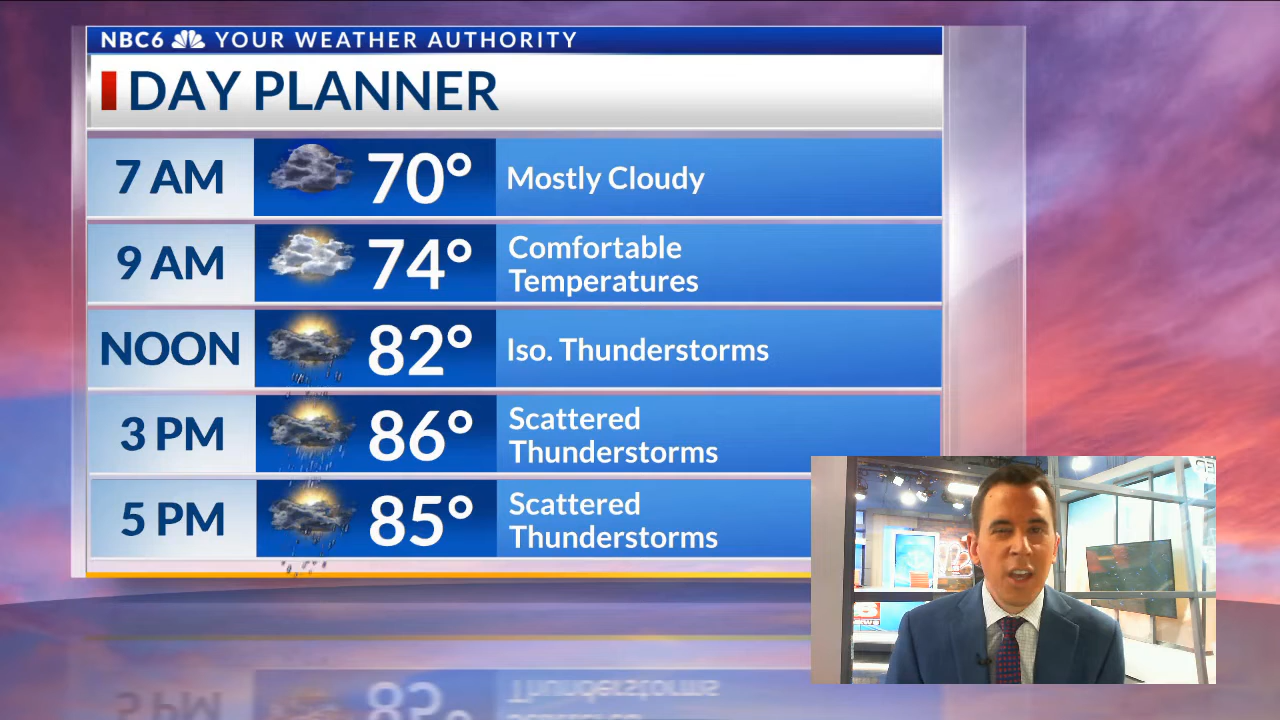 NBC6 YOUR WEATHER AUTHORITY
DAY PLANNER
7 AM 70° Mostly Cloudy
9 AM 74° Comfortable
Temperatures
NOON 82° Iso. Thunderstorms
3 PM 86° Scattered
Thunderstorms
5 PM 85° Scattered
Thunderstorms